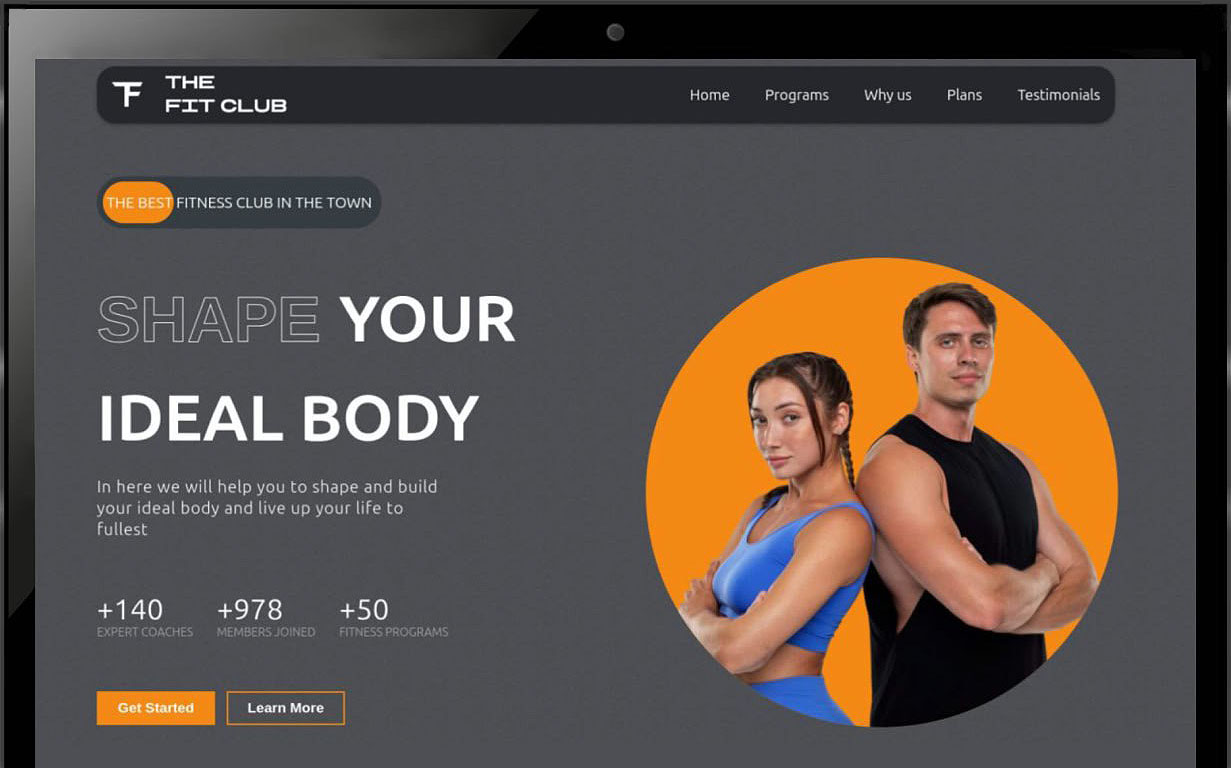 TF
THE
FIT CLUB
Home Programs Why us Plans Testimonials
THE BEST FITNESS CLUB IN THE TOWN
SHAPE YOUR
IDEAL BODY
In here we will help you to shape and build
your ideal body and live up your life to
fullest
+140 +978 +50
EXPERT COACHES MEMBERS JOINED FITNESS PROGRAMS
Get Started Learn More